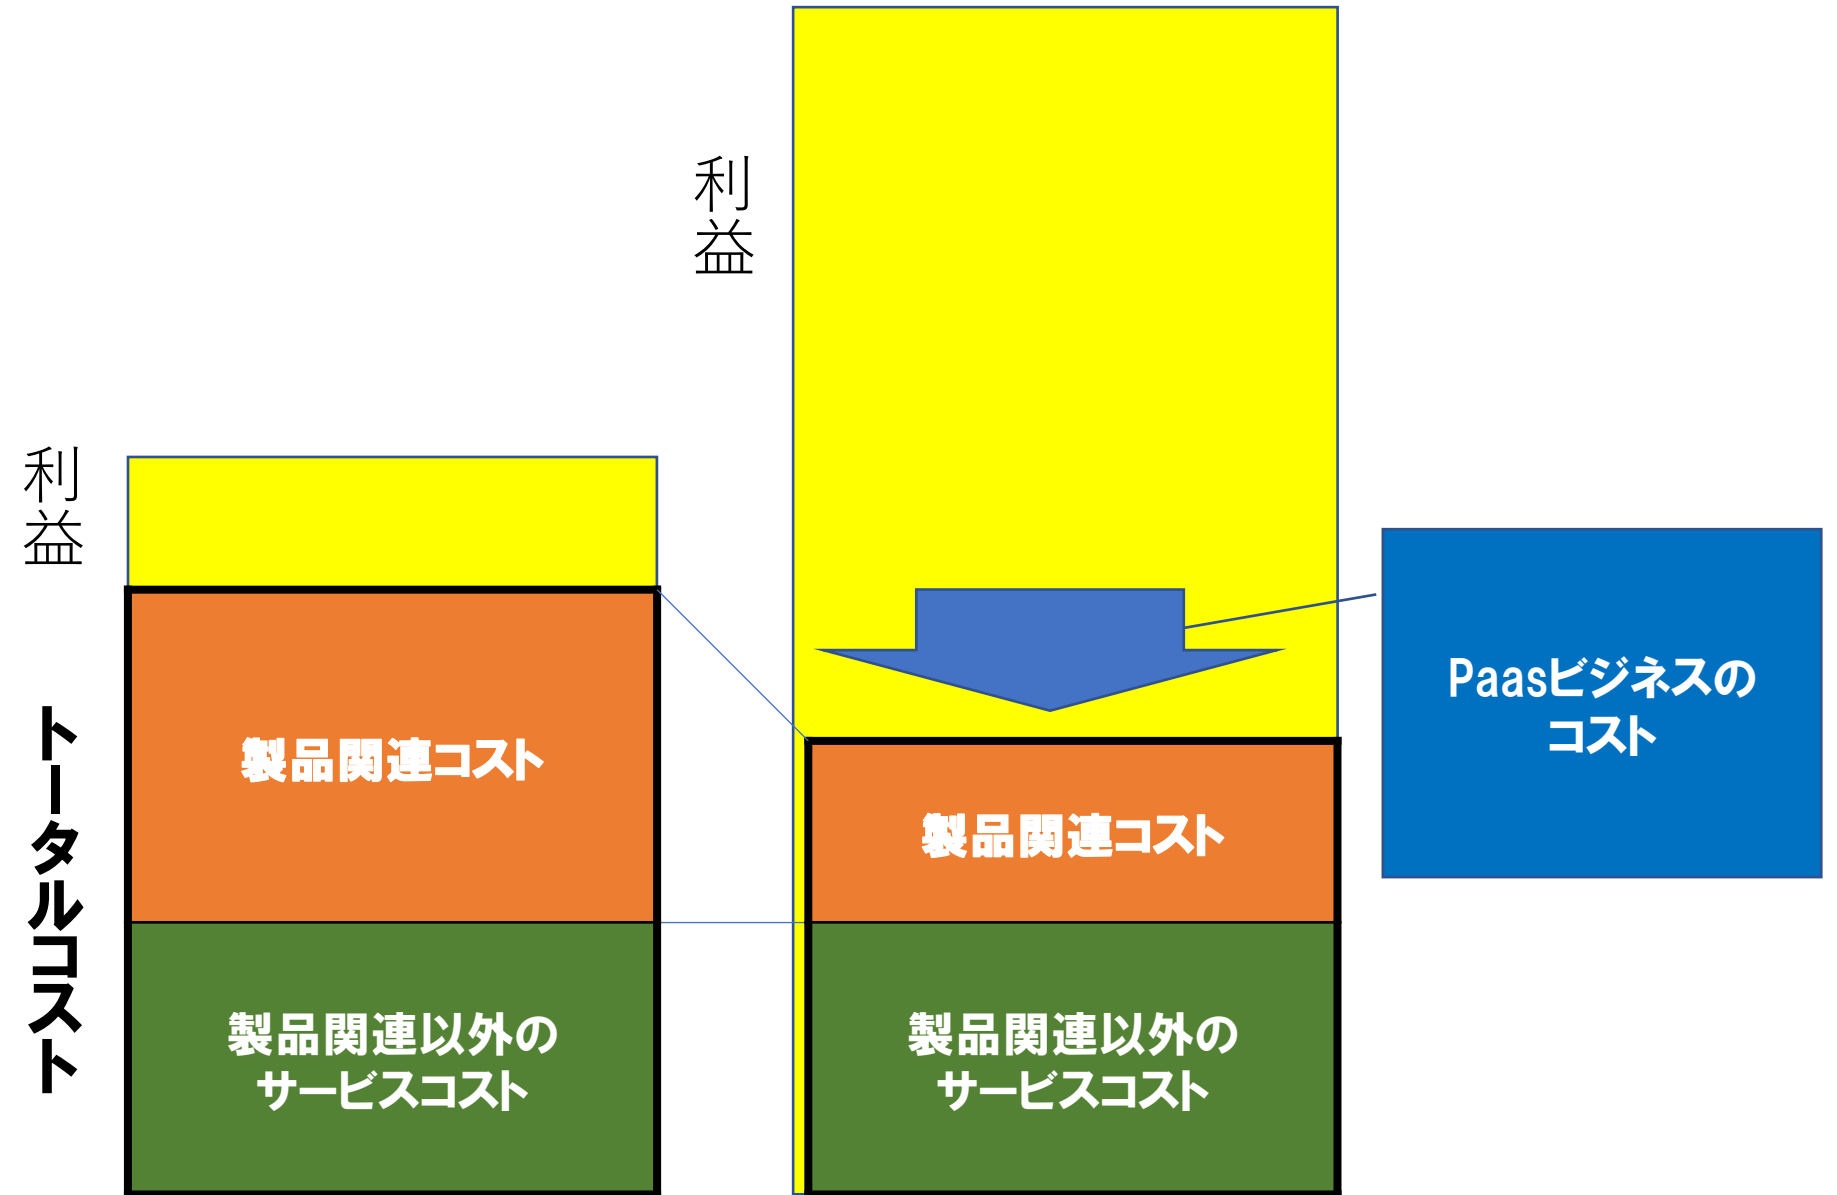 利益
利益
トータルコスト
製品関連コスト
製品関連以外の
サービスコスト
製品関連コスト
製品関連以外の
サービスコスト
Paasビジネスの
コスト